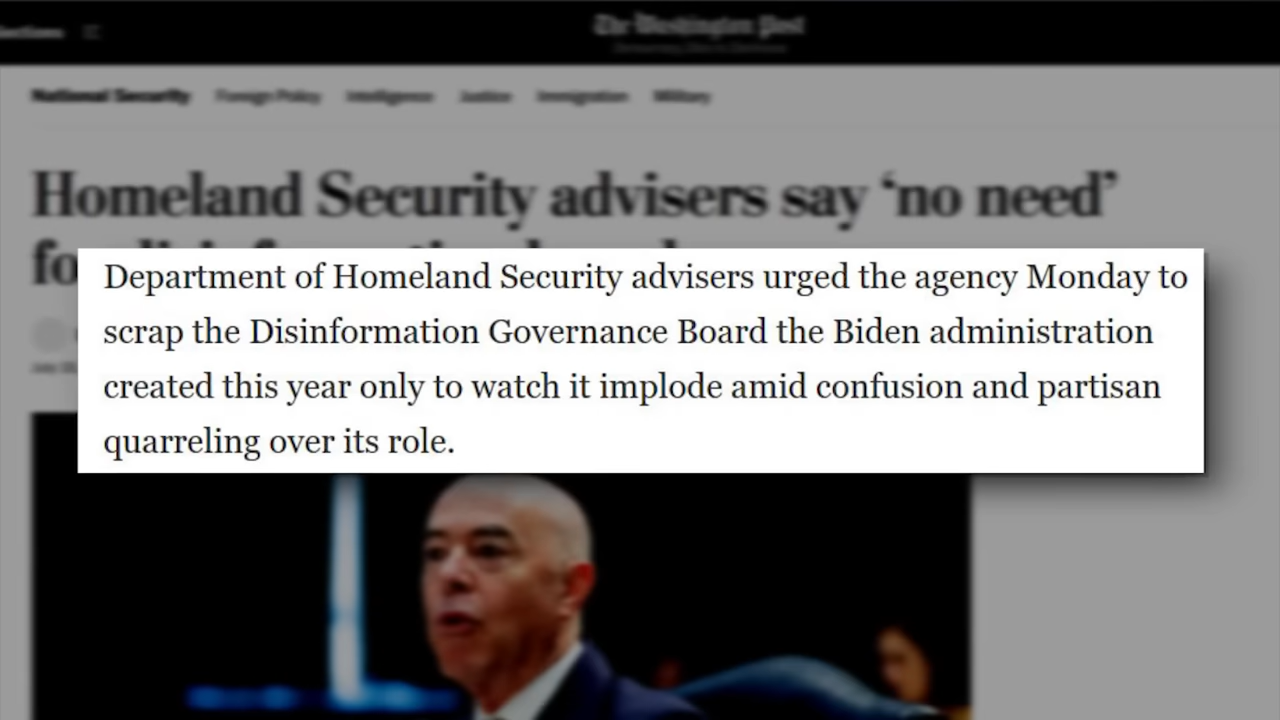 The Washington Post
National Security Foreign Policy Intelligence Justice Immigration Military
Homeland Security advisers say ‘no need’
Department of Homeland Security advisers urged the agency Monday to
scrap the Disinformation Governance Board the Biden administration
created this year only to watch it implode amid confusion and partisan
quarreling over its role.